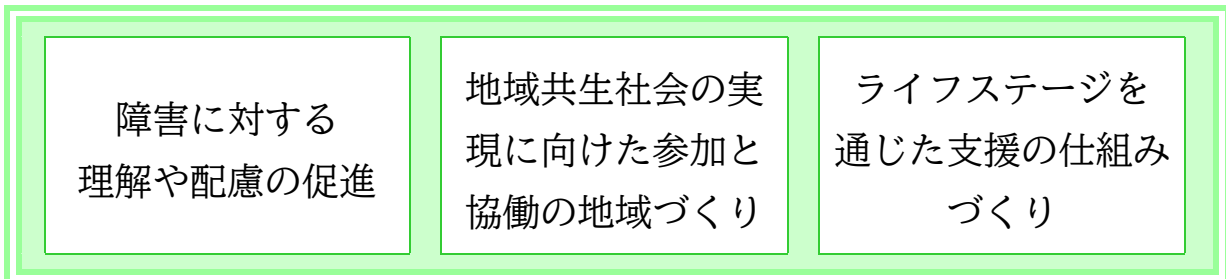 障害に対する
理解や配慮の促進
地域共生社会の実
現に向けた参加と
協働の地域づくり
ライフステージを
通じた支援の仕組み
づくり